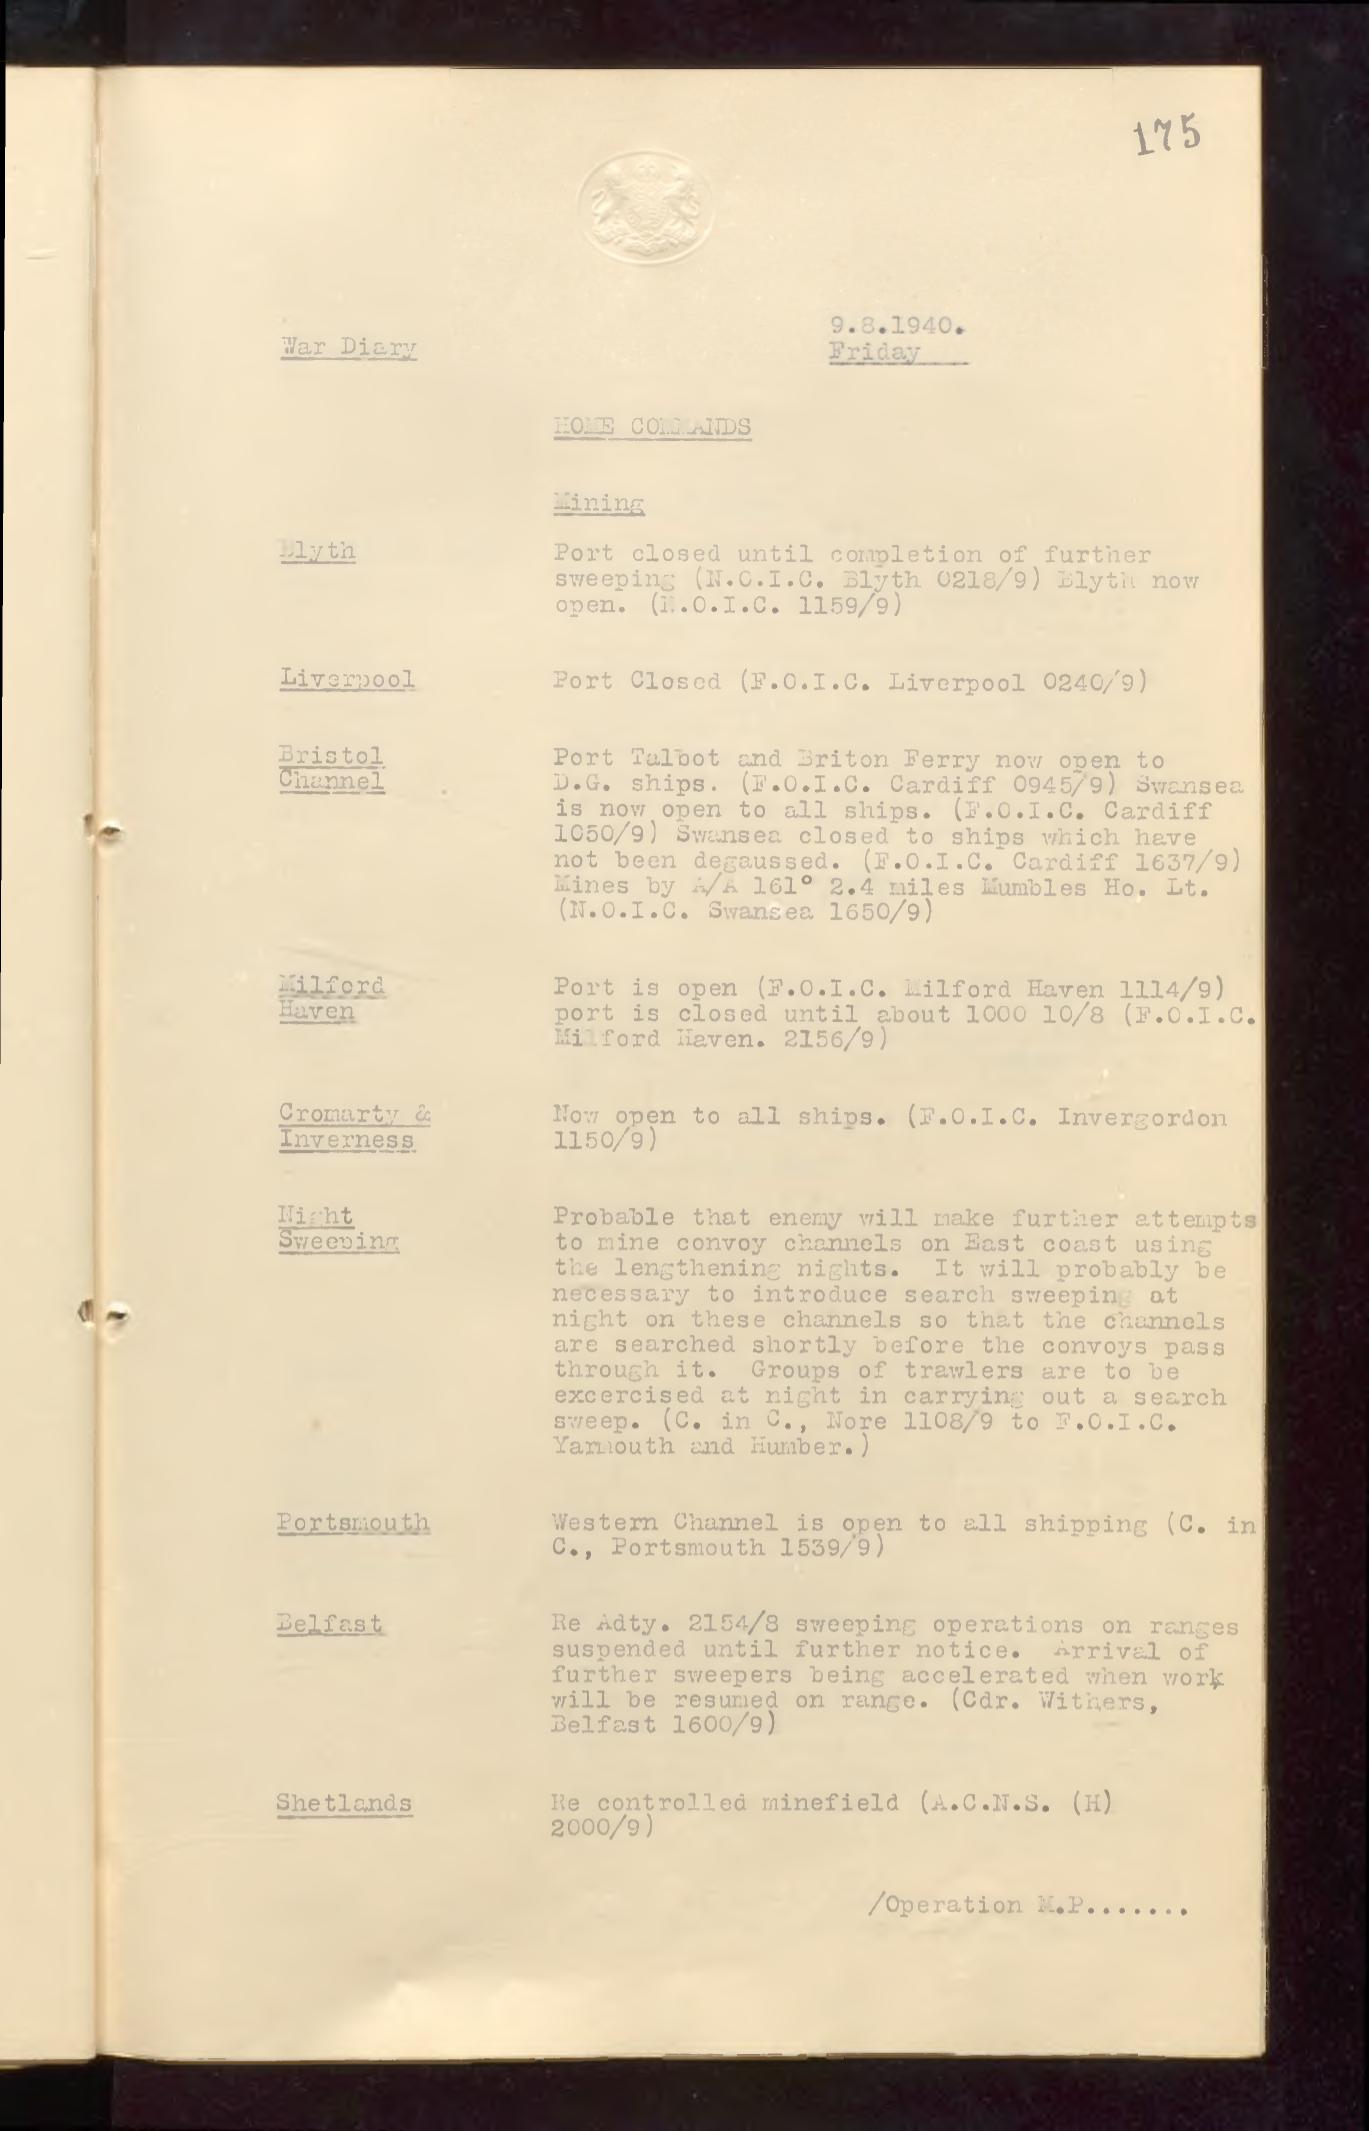 175
War Diary
9.8.1940.
Friday
HOME COMMANDS
Mining
Blyth
Port closed until completion of further
sweeping (N.O.I.C. Blyth 0218/9) Blyth now
open. (N.O.I.C. 1159/9)
Liverpool
Port Closed (F.O.I.C. Liverpool 0240/9)
Bristol
Channel
Port Talbot and Briton Ferry now open to
D.G. ships. (F.O.I.C. Cardiff 0945/9) Swansea
is now open to all ships. (F.O.I.C. Cardiff
1050/9) Swansea closed to ships which have
not been degaussed. (F.O.I.C. Cardiff 1637/9)
Mines by A/A 161° 2.4 miles Mumbles Ho. Lt.
(N.O.I.C. Swansea 1650/9)
Milford
Haven
Port is open (F.O.I.C. Milford Haven 1114/9)
port is closed until about 1000 10/8 (F.O.I.C.
Milford Haven. 2156/9)
Cromarty &
Inverness
Now open to all ships. (F.O.I.C. Invergordon
1150/9)
Night
Sweeping
Probable that enemy will make further attempts
to mine convoy channels on East coast using
the lengthening nights. It will probably be
necessary to introduce search sweeping at
night on these channels so that the channels
are searched shortly before the convoys pass
through it. Groups of trawlers are to be
excercised at night in carrying out a search
sweep. (C. in C., Nore 1108/9 to F.O.I.C.
Yarmouth and Humber.)
Portsmouth
Western Channel is open to all shipping (C. in
C., Portsmouth 1539/9)
Belfast
Re Adty. 2154/8 sweeping operations on ranges
suspended until further notice. Arrival of
further sweepers being accelerated when work
will be resumed on range. (Cdr. Withers,
Belfast 1600/9)
Shetlands
Re controlled minefield (A.C.N.S. (H)
2000/9)
/Operation M.P.......